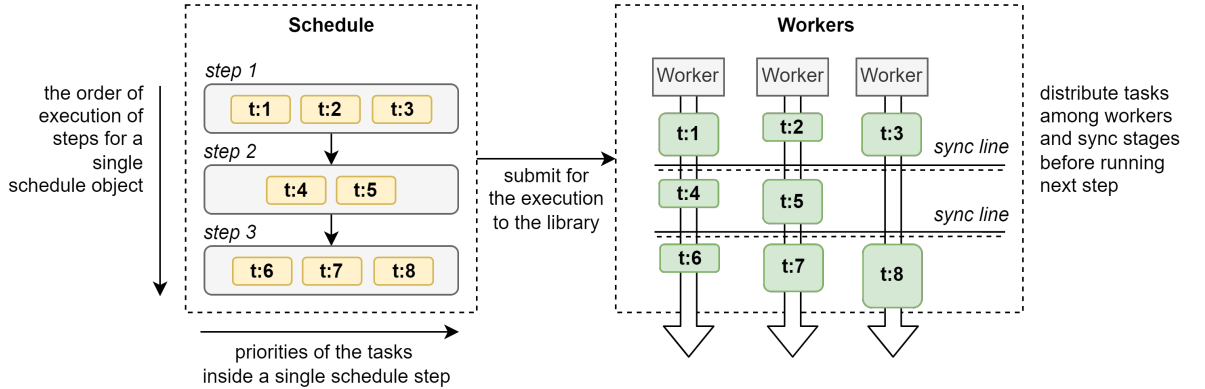 Schedule
step 1
t:1 t:2 t:3
step 2
t:4 t:5
step 3
t:6 t:7 t:8
the order of
execution of
steps for a
single
schedule object
priorities of the tasks
inside a single schedule step
submit for
the execution
to the library
Workers
Worker Worker Worker
t:1 t:2 t:3
sync line
t:4 t:5
sync line
t:6 t:7 t:8
distribute tasks
among workers
and sync stages
before running
next step